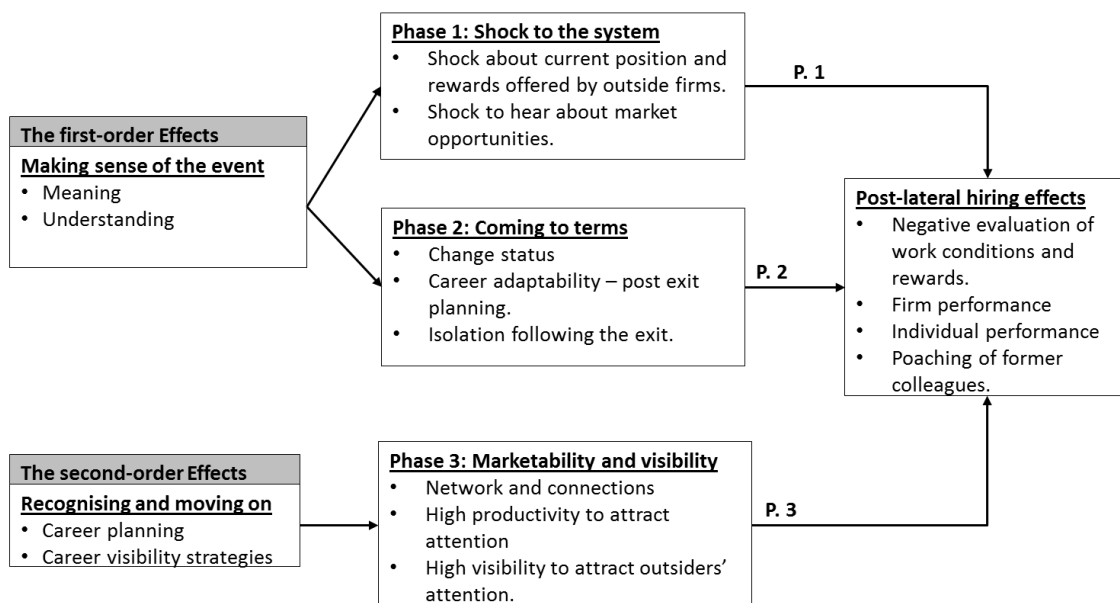 The first-order Effects
Making sense of the event
• Meaning
• Understanding
Phase 1: Shock to the system
• Shock about current position and
rewards offered by outside firms.
• Shock to hear about market
opportunities.
P. 1
Phase 2: Coming to terms
• Change status
• Career adaptability – post exit
planning.
• Isolation following the exit.
P. 2
Post-lateral hiring effects
• Negative evaluation of
work conditions and
rewards.
• Firm performance
• Individual performance
• Poaching of former
colleagues.
The second-order Effects
Recognising and moving on
• Career planning
• Career visibility strategies
Phase 3: Marketability and visibility
• Network and connections
• High productivity to attract
attention
• High visibility to attract outsiders’
attention.
P. 3